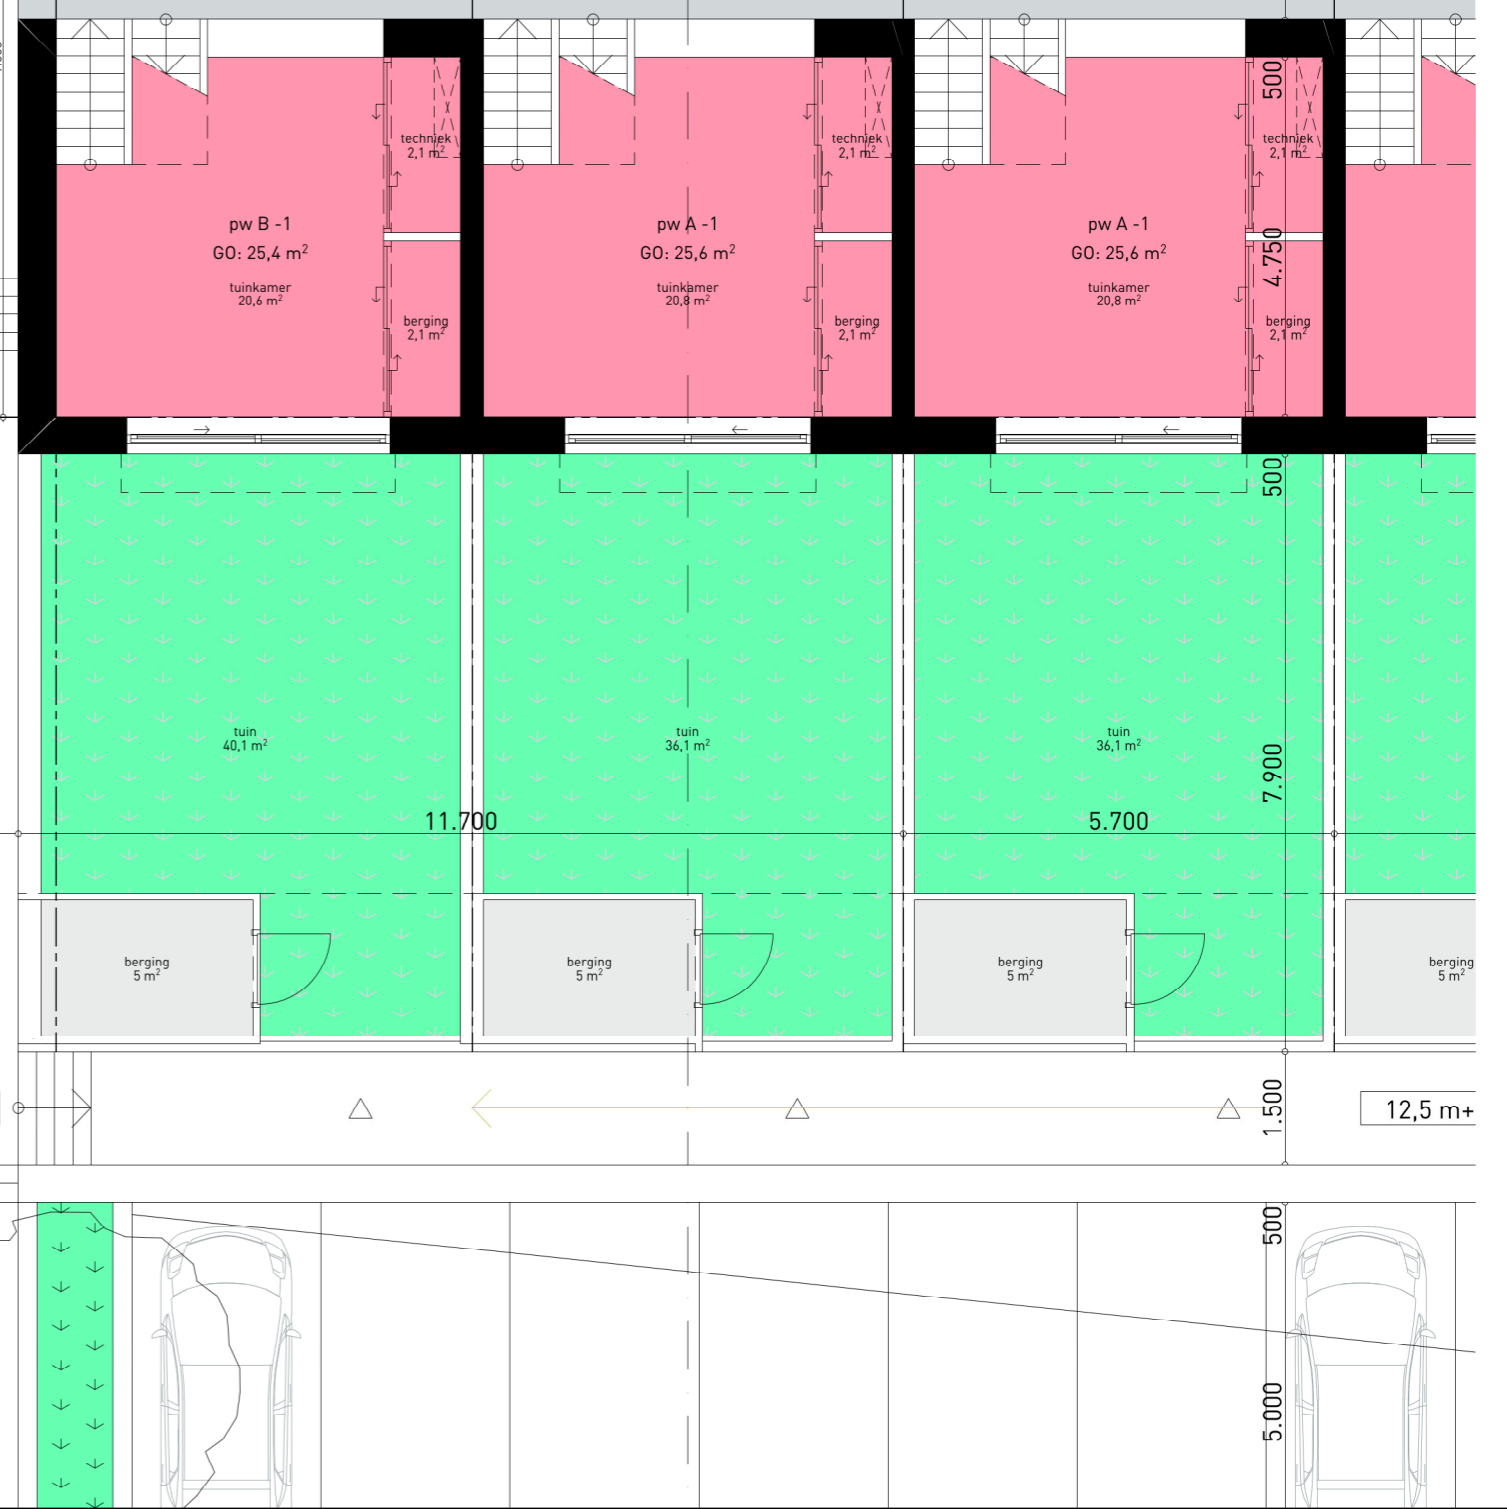 500
techniek
2,1 m²
techniek
2,1 m²
techniek
2,1 m²
pw B -1
GO: 25,4 m²
tuinkamer
20,6 m²
pw A -1
GO: 25,6 m²
tuinkamer
20,8 m²
pw A -1
GO: 25,6 m²
tuinkamer
20,8 m²
4.750
berging
2,1 m²
berging
2,1 m²
berging
2,1 m²
500
tuin
40,1 m²
tuin
36,1 m²
tuin
36,1 m²
7.900
11.700
5.700
berging
5 m²
berging
5 m²
berging
5 m²
berging
5 m²
1.500
12,5 m+
500
5.000